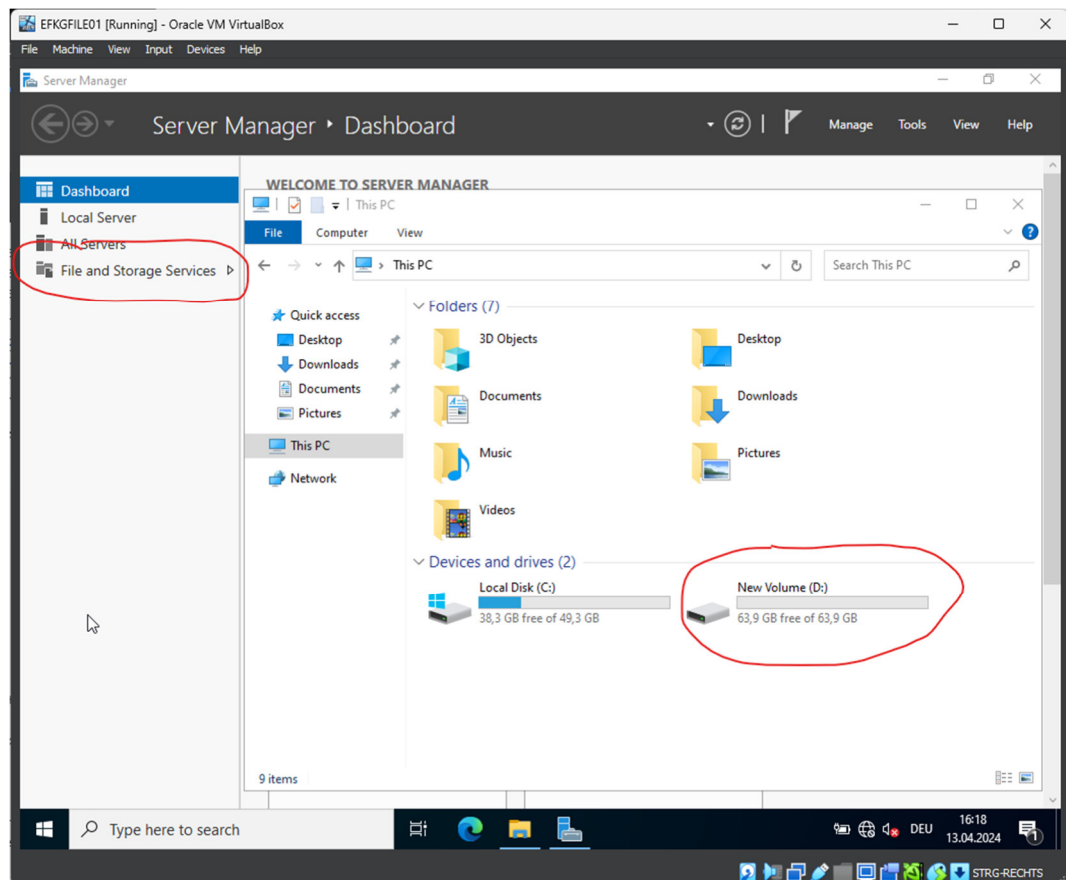 EFKGFILE01 [Running] - Oracle VM VirtualBox
File Machine View Input Devices Help
Server Manager
Server Manager • Dashboard
Manage Tools View Help
Dashboard
Local Server
All Servers
File and Storage Services
WELCOME TO SERVER MANAGER
This PC
File Computer View
This PC
Search This PC
Quick access
Desktop
Downloads
Documents
Pictures
This PC
Network
Folders (7)
3D Objects
Desktop
Documents
Downloads
Music
Pictures
Videos
Devices and drives (2)
Local Disk (C:)
38,3 GB free of 49,3 GB
New Volume (D:)
63,9 GB free of 63,9 GB
9 items
Type here to search
DEU
16:18
13.04.2024
1
STRG-RECHTS